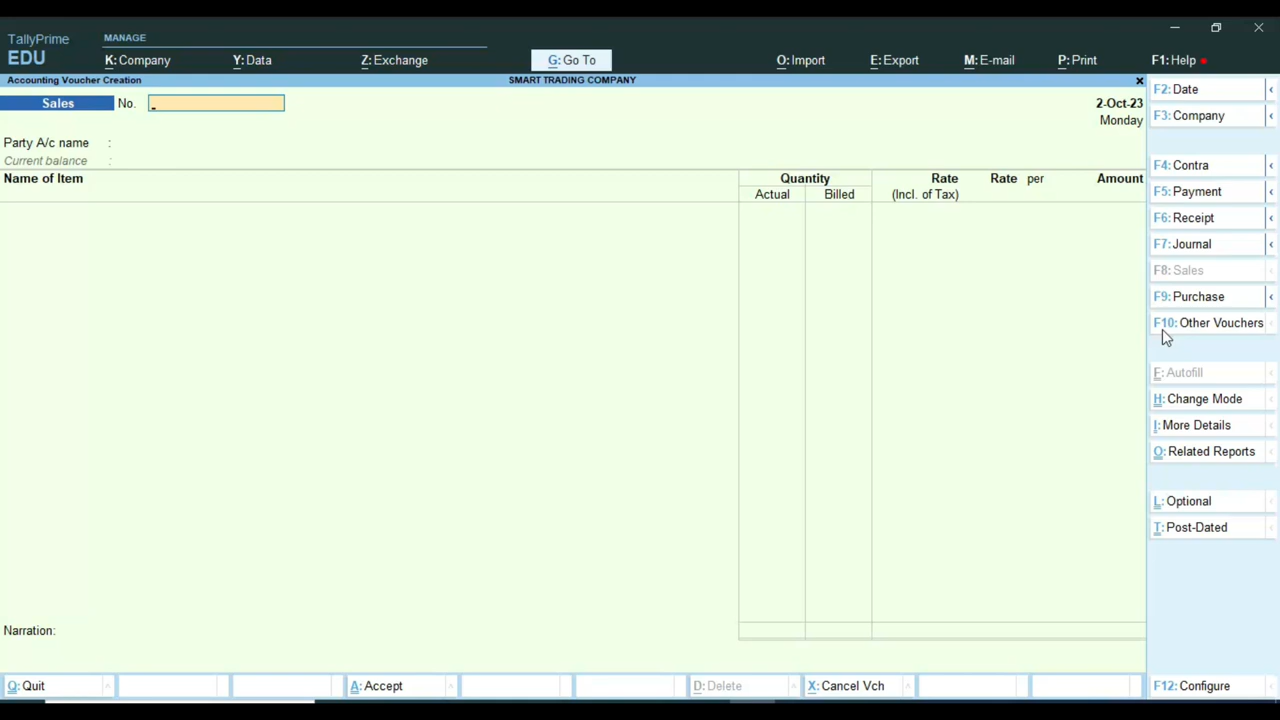 TallyPrime
EDU
MANAGE
K: Company
Y: Data
Z: Exchange
G: Go To
O: Import
E: Export
M: E-mail
P: Print
F1: Help
Accounting Voucher Creation
SMART TRADING COMPANY
x
Sales No.
2-Oct-23
Monday
Party A/c name :
Current balance :
Name of Item
Quantity
Actual Billed
Rate
(Incl. of Tax)
Rate per
Amount
Narration:
F2: Date
F3: Company
F4: Contra
F5: Payment
F6: Receipt
F7: Journal
F8: Sales
F9: Purchase
F10: Other Vouchers
F: Autofill
H: Change Mode
I: More Details
O: Related Reports
L: Optional
T: Post-Dated
F12: Configure
Q: Quit
A: Accept
D: Delete
X: Cancel Vch